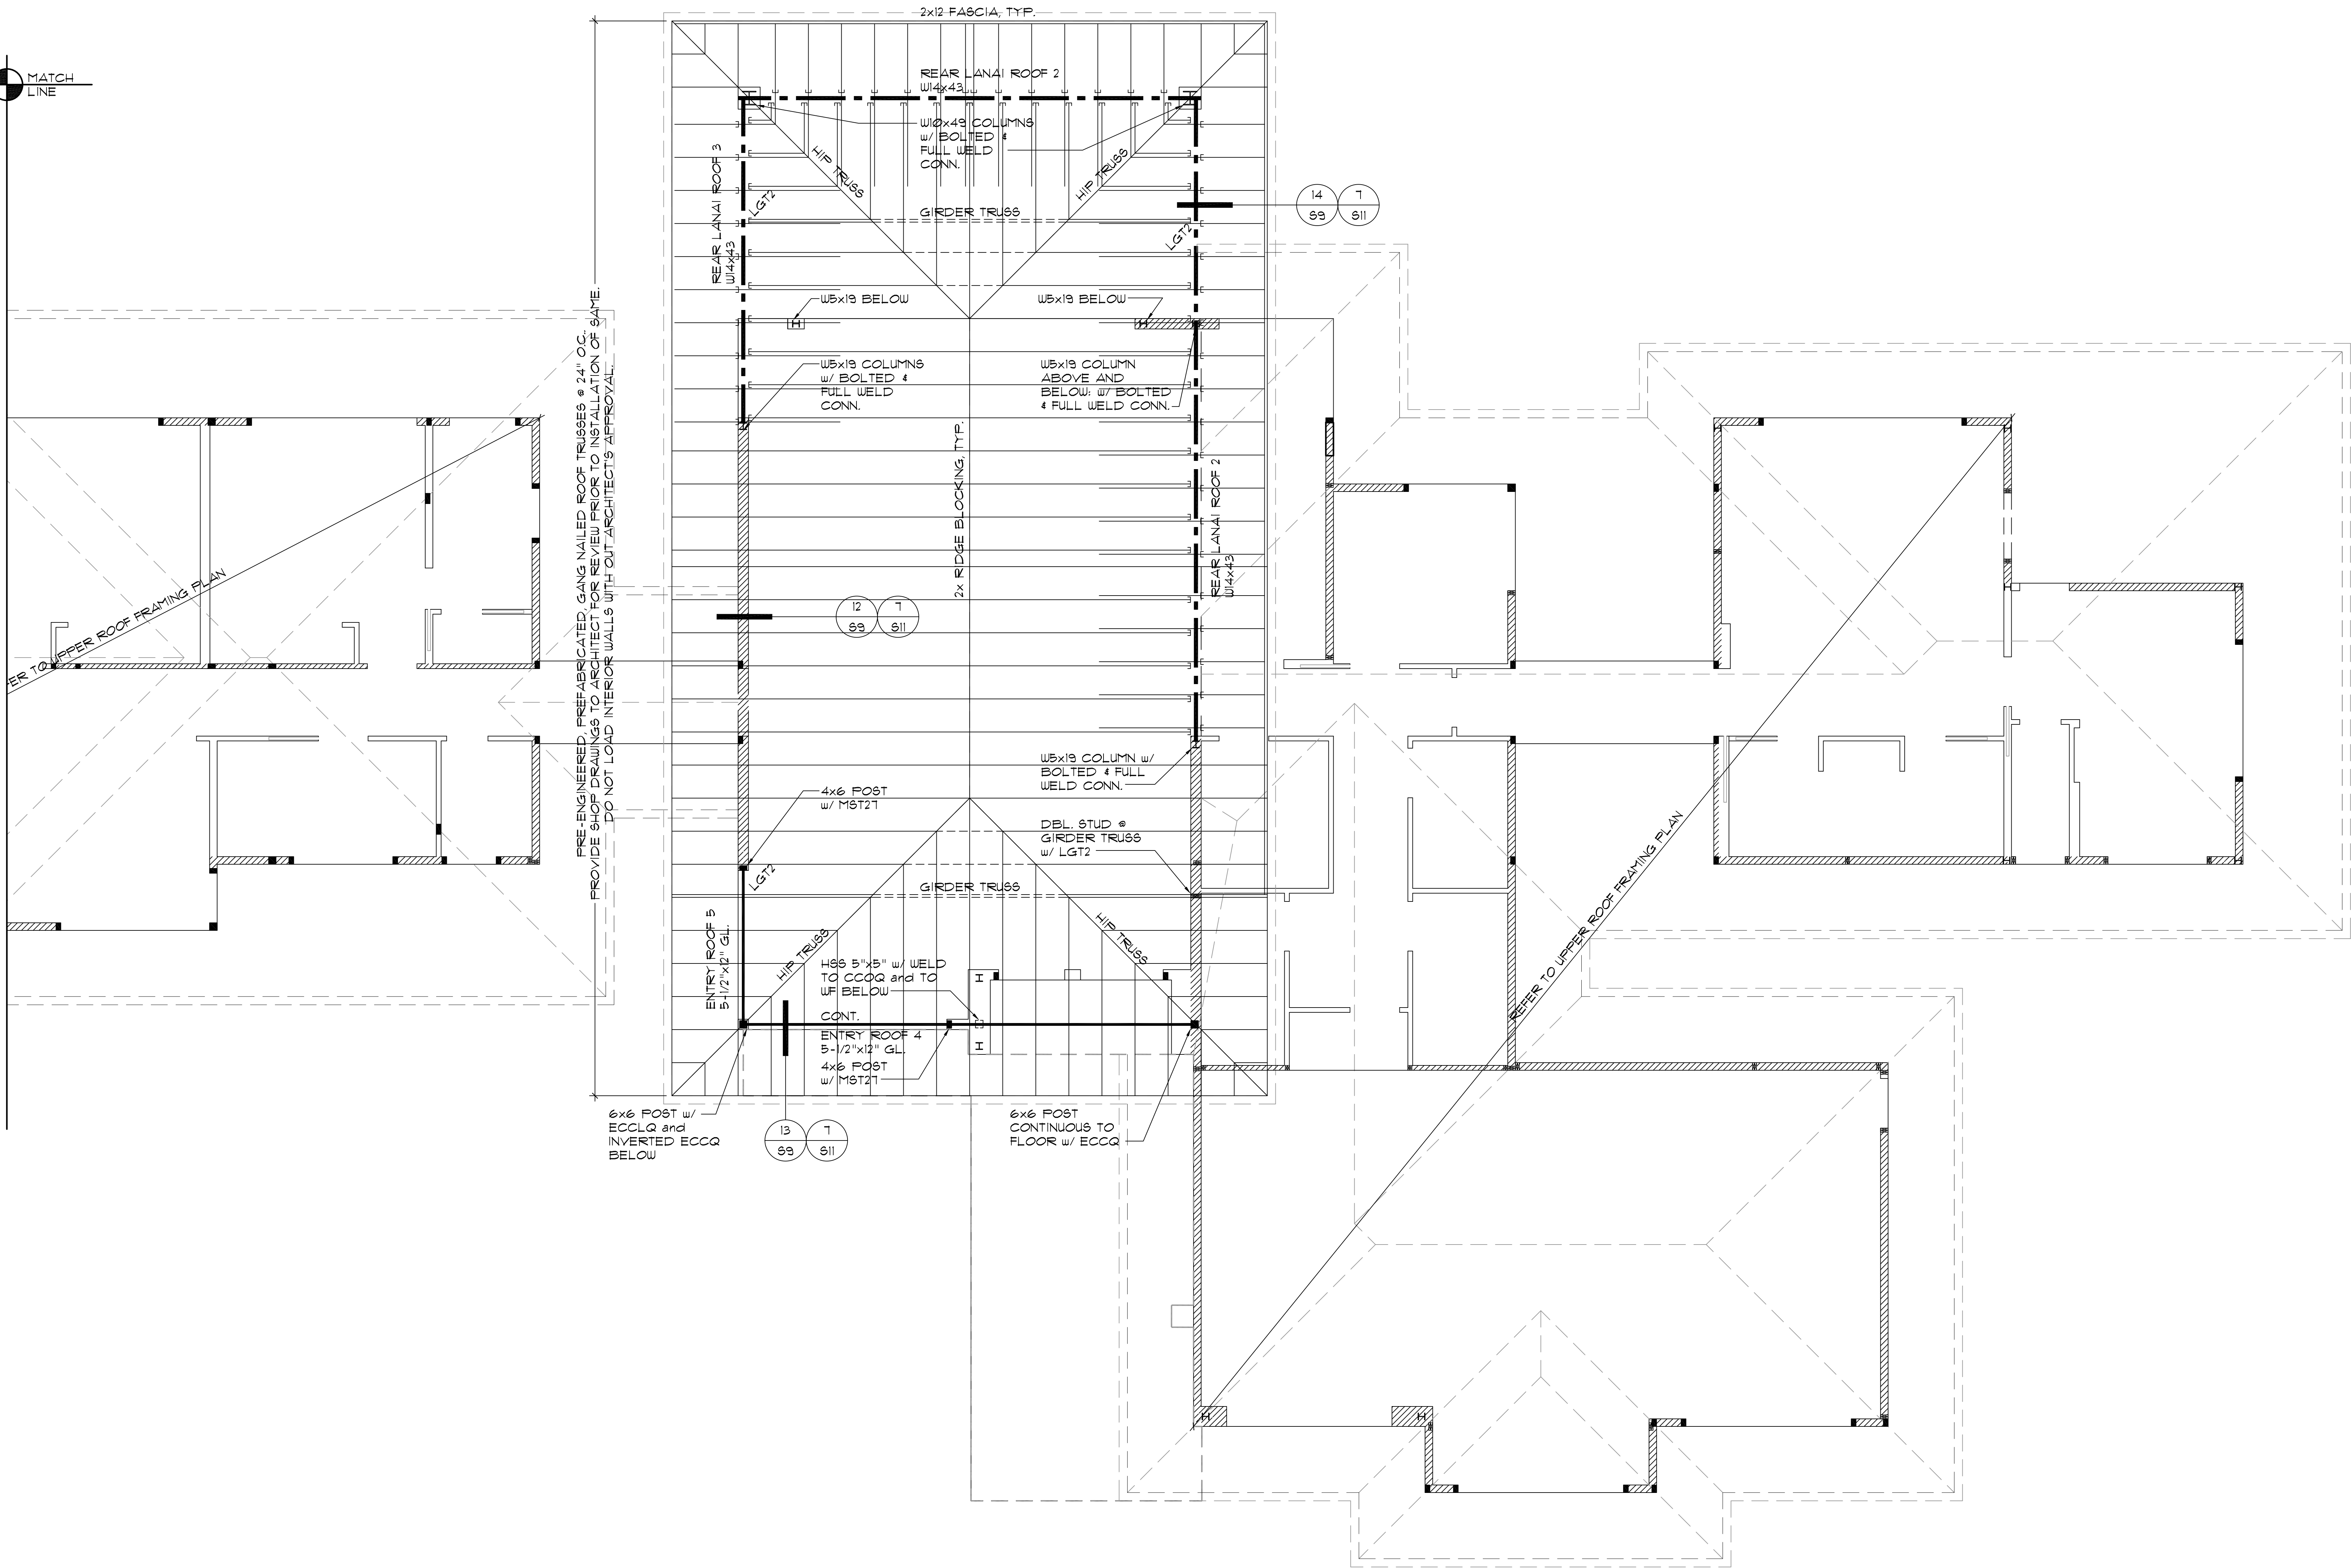 2x12 FASCIA, TYP.
MATCH
LINE
REAR LANAI ROOF 2
W14x43
W10x49 COLUMNS
w/ BOLTED &
FULL WELD
CONN.
REAR LANAI ROOF 3
W14x43
HIP TRUSS
HIP TRUSS
LGT2
GIRDER TRUSS
LGT2
14
S9
7
S11
W5x19 BELOW
W5x19 BELOW
W5x19 COLUMNS
w/ BOLTED &
FULL WELD
CONN.
W5x19 COLUMN
ABOVE AND
BELOW: w/ BOLTED
& FULL WELD CONN.
PRE-ENGINEERED, PREFABRICATED, GANG NAILED ROOF TRUSSES @ 24" O.C.
PROVIDE SHOP DRAWINGS TO ARCHITECT FOR REVIEW PRIOR TO INSTALLATION OF SAME.
DO NOT LOAD INTERIOR WALLS WITH OUT ARCHITECT'S APPROVAL.
2x RIDGE BLOCKING, TYP.
REAR LANAI ROOF 2
W14x43
FER TO UPPER ROOF FRAMING PLAN
12
S9
7
S11
W5x19 COLUMN w/
BOLTED & FULL
WELD CONN.
4x6 POST
w/ MST27
DBL. STUD @
GIRDER TRUSS
w/ LGT2
LGT2
GIRDER TRUSS
ENTRY ROOF 5
5-1/2"x12" GL.
HIP TRUSS
HIP TRUSS
HSS 5"x5" w/ WELD
TO CCOQ and TO
WF BELOW
CONT.
ENTRY ROOF 4
5-1/2"x12" GL.
4x6 POST
w/ MST27
REFER TO UPPER ROOF FRAMING PLAN
6x6 POST w/
ECCLQ and
INVERTED ECCQ
BELOW
13
S9
7
S11
6x6 POST
CONTINUOUS TO
FLOOR w/ ECCQ